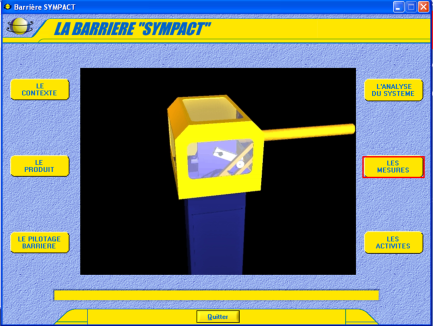 Barrière SYMPACT
LA BARRIERE "SYMPACT"
LE
CONTEXTE
L'ANALYSE
DU SYSTEME
LE
PRODUIT
LES
MESURES
LE PILOTAGE
BARRIERE
LES
ACTIVITES
Quitter